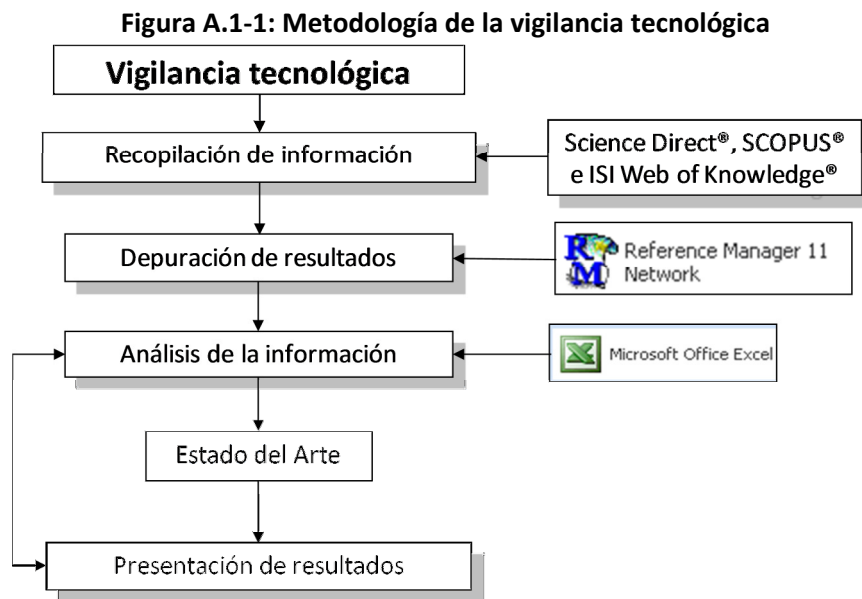 Figura A.1-1: Metodología de la vigilancia tecnológica
Vigilancia tecnológica
Recopilación de información
Science Direct®, SCOPUS®
e ISI Web of Knowledge®
Depuración de resultados
RM Reference Manager 11
Network
Análisis de la información
Microsoft Office Excel
Estado del Arte
Presentación de resultados